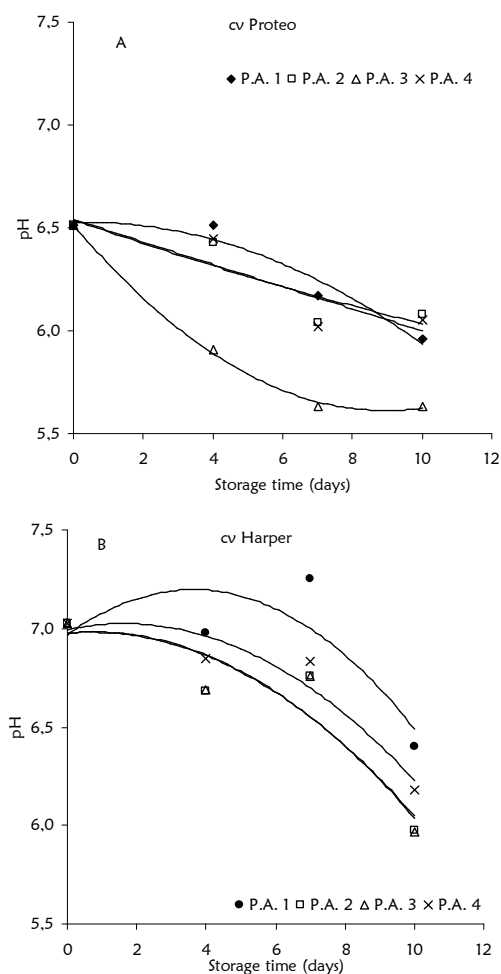 cv Proteo
A
P.A. 1 P.A. 2 P.A. 3 P.A. 4
7,5
7,0
6,5
6,0
5,5
pH
0 2 4 6 8 10 12
Storage time (days)
cv Harper
B
7,5
7,0
6,5
6,0
5,5
pH
P.A. 1 P.A. 2 P.A. 3 P.A. 4
0 2 4 6 8 10 12
Storage time (days)